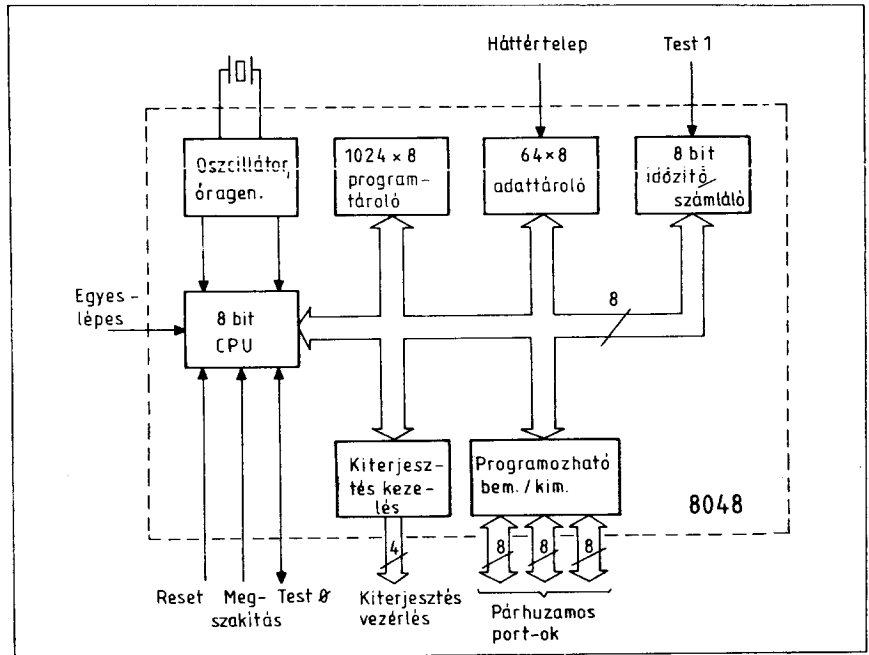 Háttértelep
Test 1
Oszcillátor,
óragen.
1024 × 8
program-
tároló
64×8
adattároló
8 bit
időzítő/
számláló
Egyes-
lépes
8 bit
CPU
8
Kiterjesz-
tés keze-
lés
Programozható
bem./kim.
8048
4
8
8
8
Reset
Meg-
szakítás
Test 0
Kiterjesztés
vezérlés
Párhuzamos
port-ok